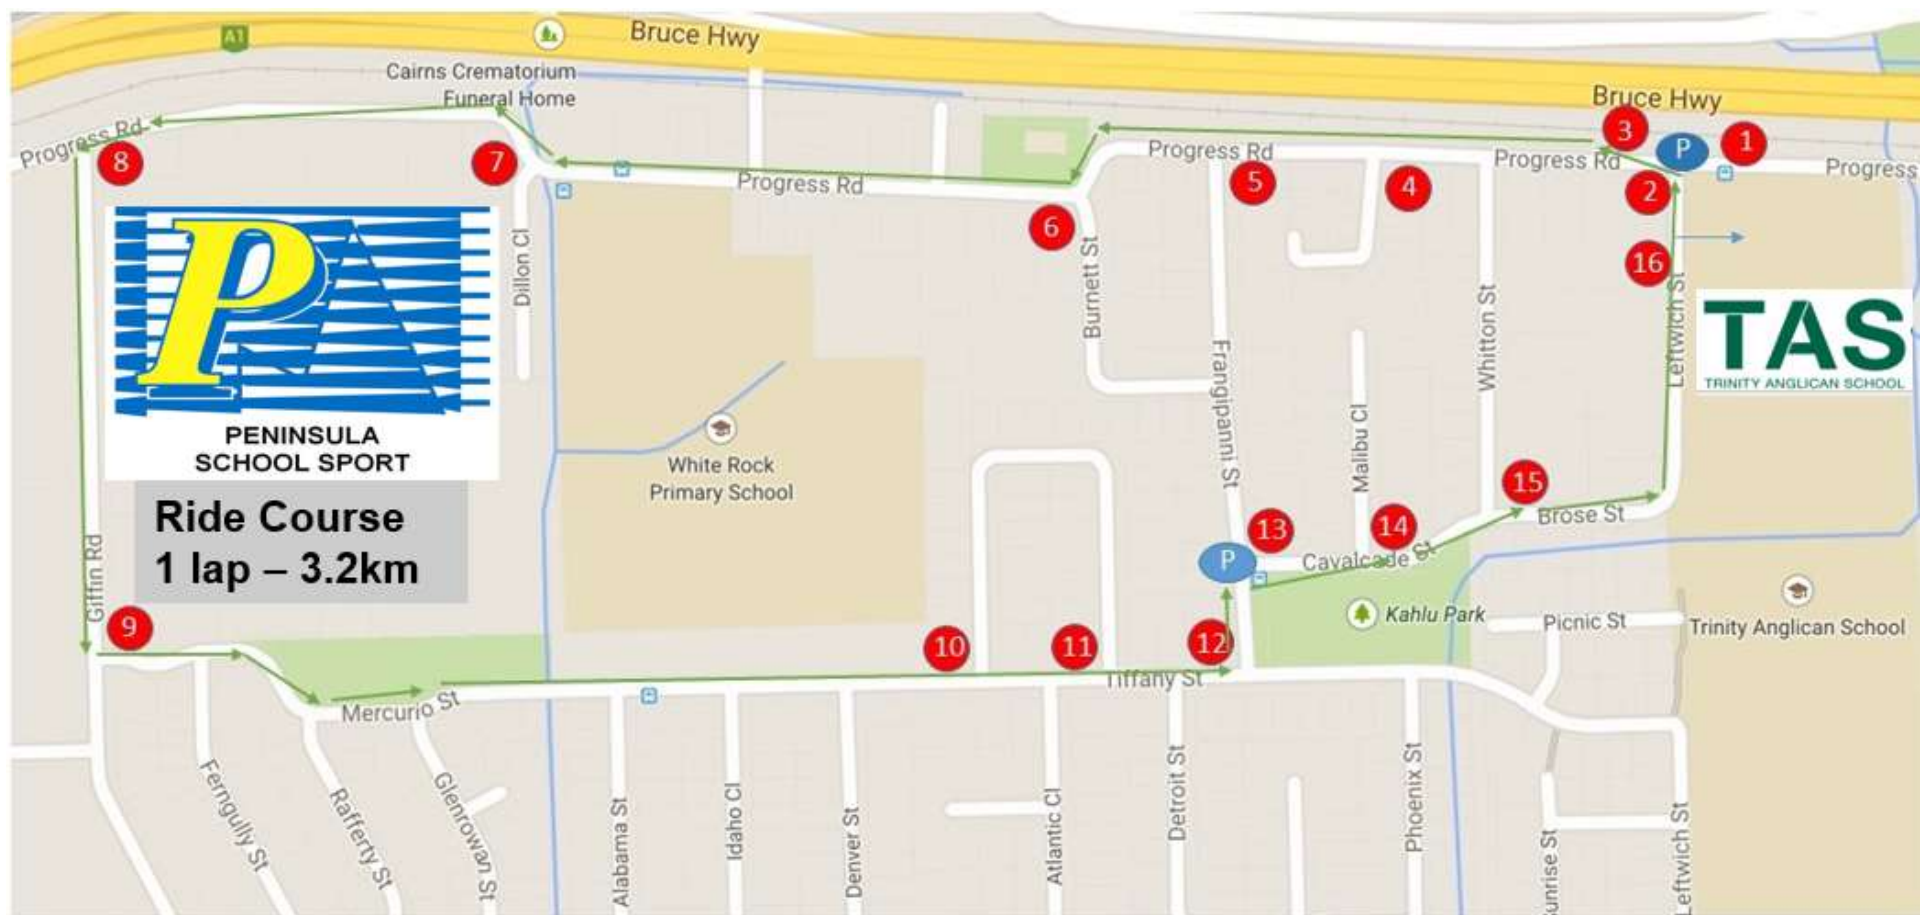 A1
Bruce Hwy
Cairns Crematorium
Funeral Home
Bruce Hwy
Progress Rd
8
7
Progress Rd
6
Progress Rd
5
4
Progress Rd
3
P
1
2
Progress
16
P
PENINSULA
SCHOOL SPORT
Ride Course
1 lap – 3.2km
Dillon Cl
White Rock
Primary School
Burnett St
Frangipanni St
Malibu Cl
Whitton St
Leftwich St
TAS
TRINITY ANGLICAN SCHOOL
15
Brose St
14
13
P
Cavalcade St
Kahlu Park
Picnic St
Trinity Anglican School
Giffin Rd
9
10
11
12
Tiffany St
Mercurio St
Ferngully St
Rafferty St
Glenrowan St
Alabama St
Idaho Cl
Denver St
Atlantic Cl
Detroit St
Phoenix St
unrise St
Leftwich St